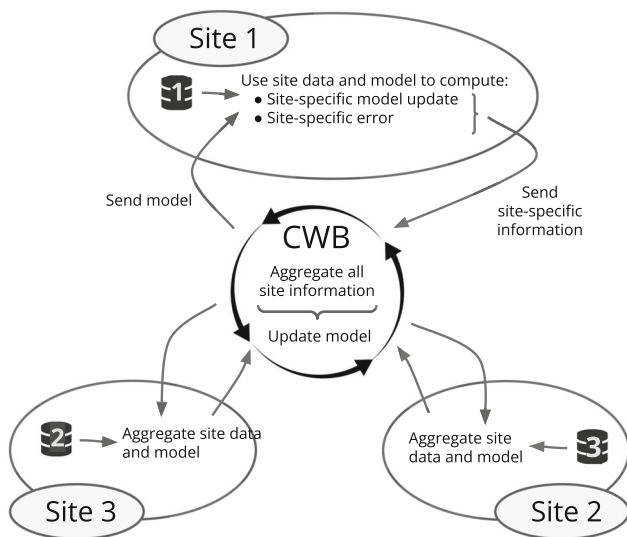 Site 1
1
Use site data and model to compute:
● Site-specific model update
● Site-specific error
Send model
Send
site-specific
information
CWB
Aggregate all
site information
Update model
2
Aggregate site data
and model
Site 3
Aggregate site
data and model
3
Site 2